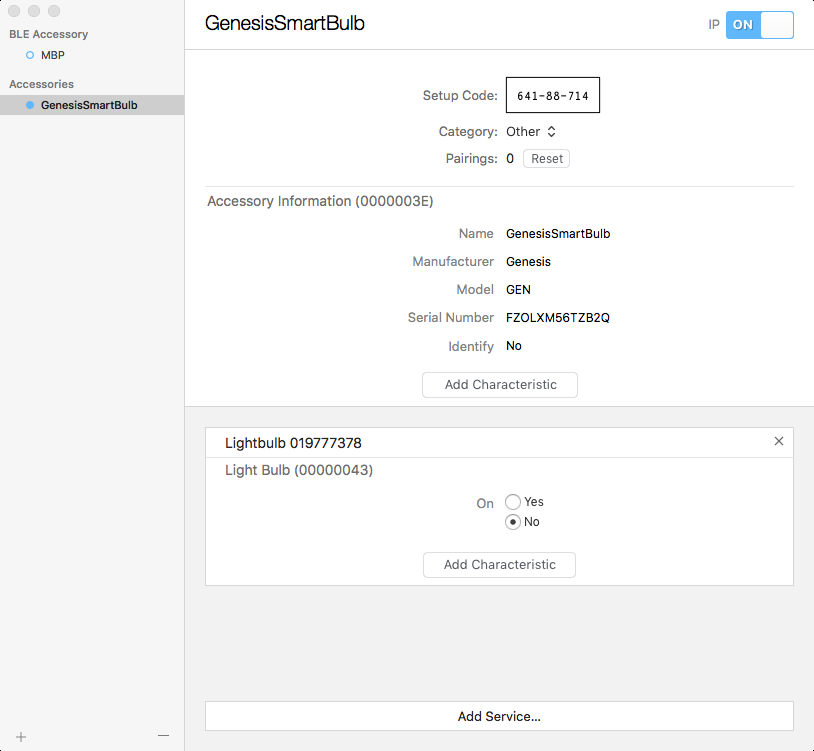 BLE Accessory
MBP
Accessories
GenesisSmartBulb
GenesisSmartBulb
IP ON
Setup Code: 641-88-714
Category: Other
Pairings: 0 Reset
Accessory Information (0000003E)
Name GenesisSmartBulb
Manufacturer Genesis
Model GEN
Serial Number FZOLXM56TZB2Q
Identify No
Add Characteristic
Lightbulb 019777378
Light Bulb (00000043)
On Yes
No
Add Characteristic
Add Service...